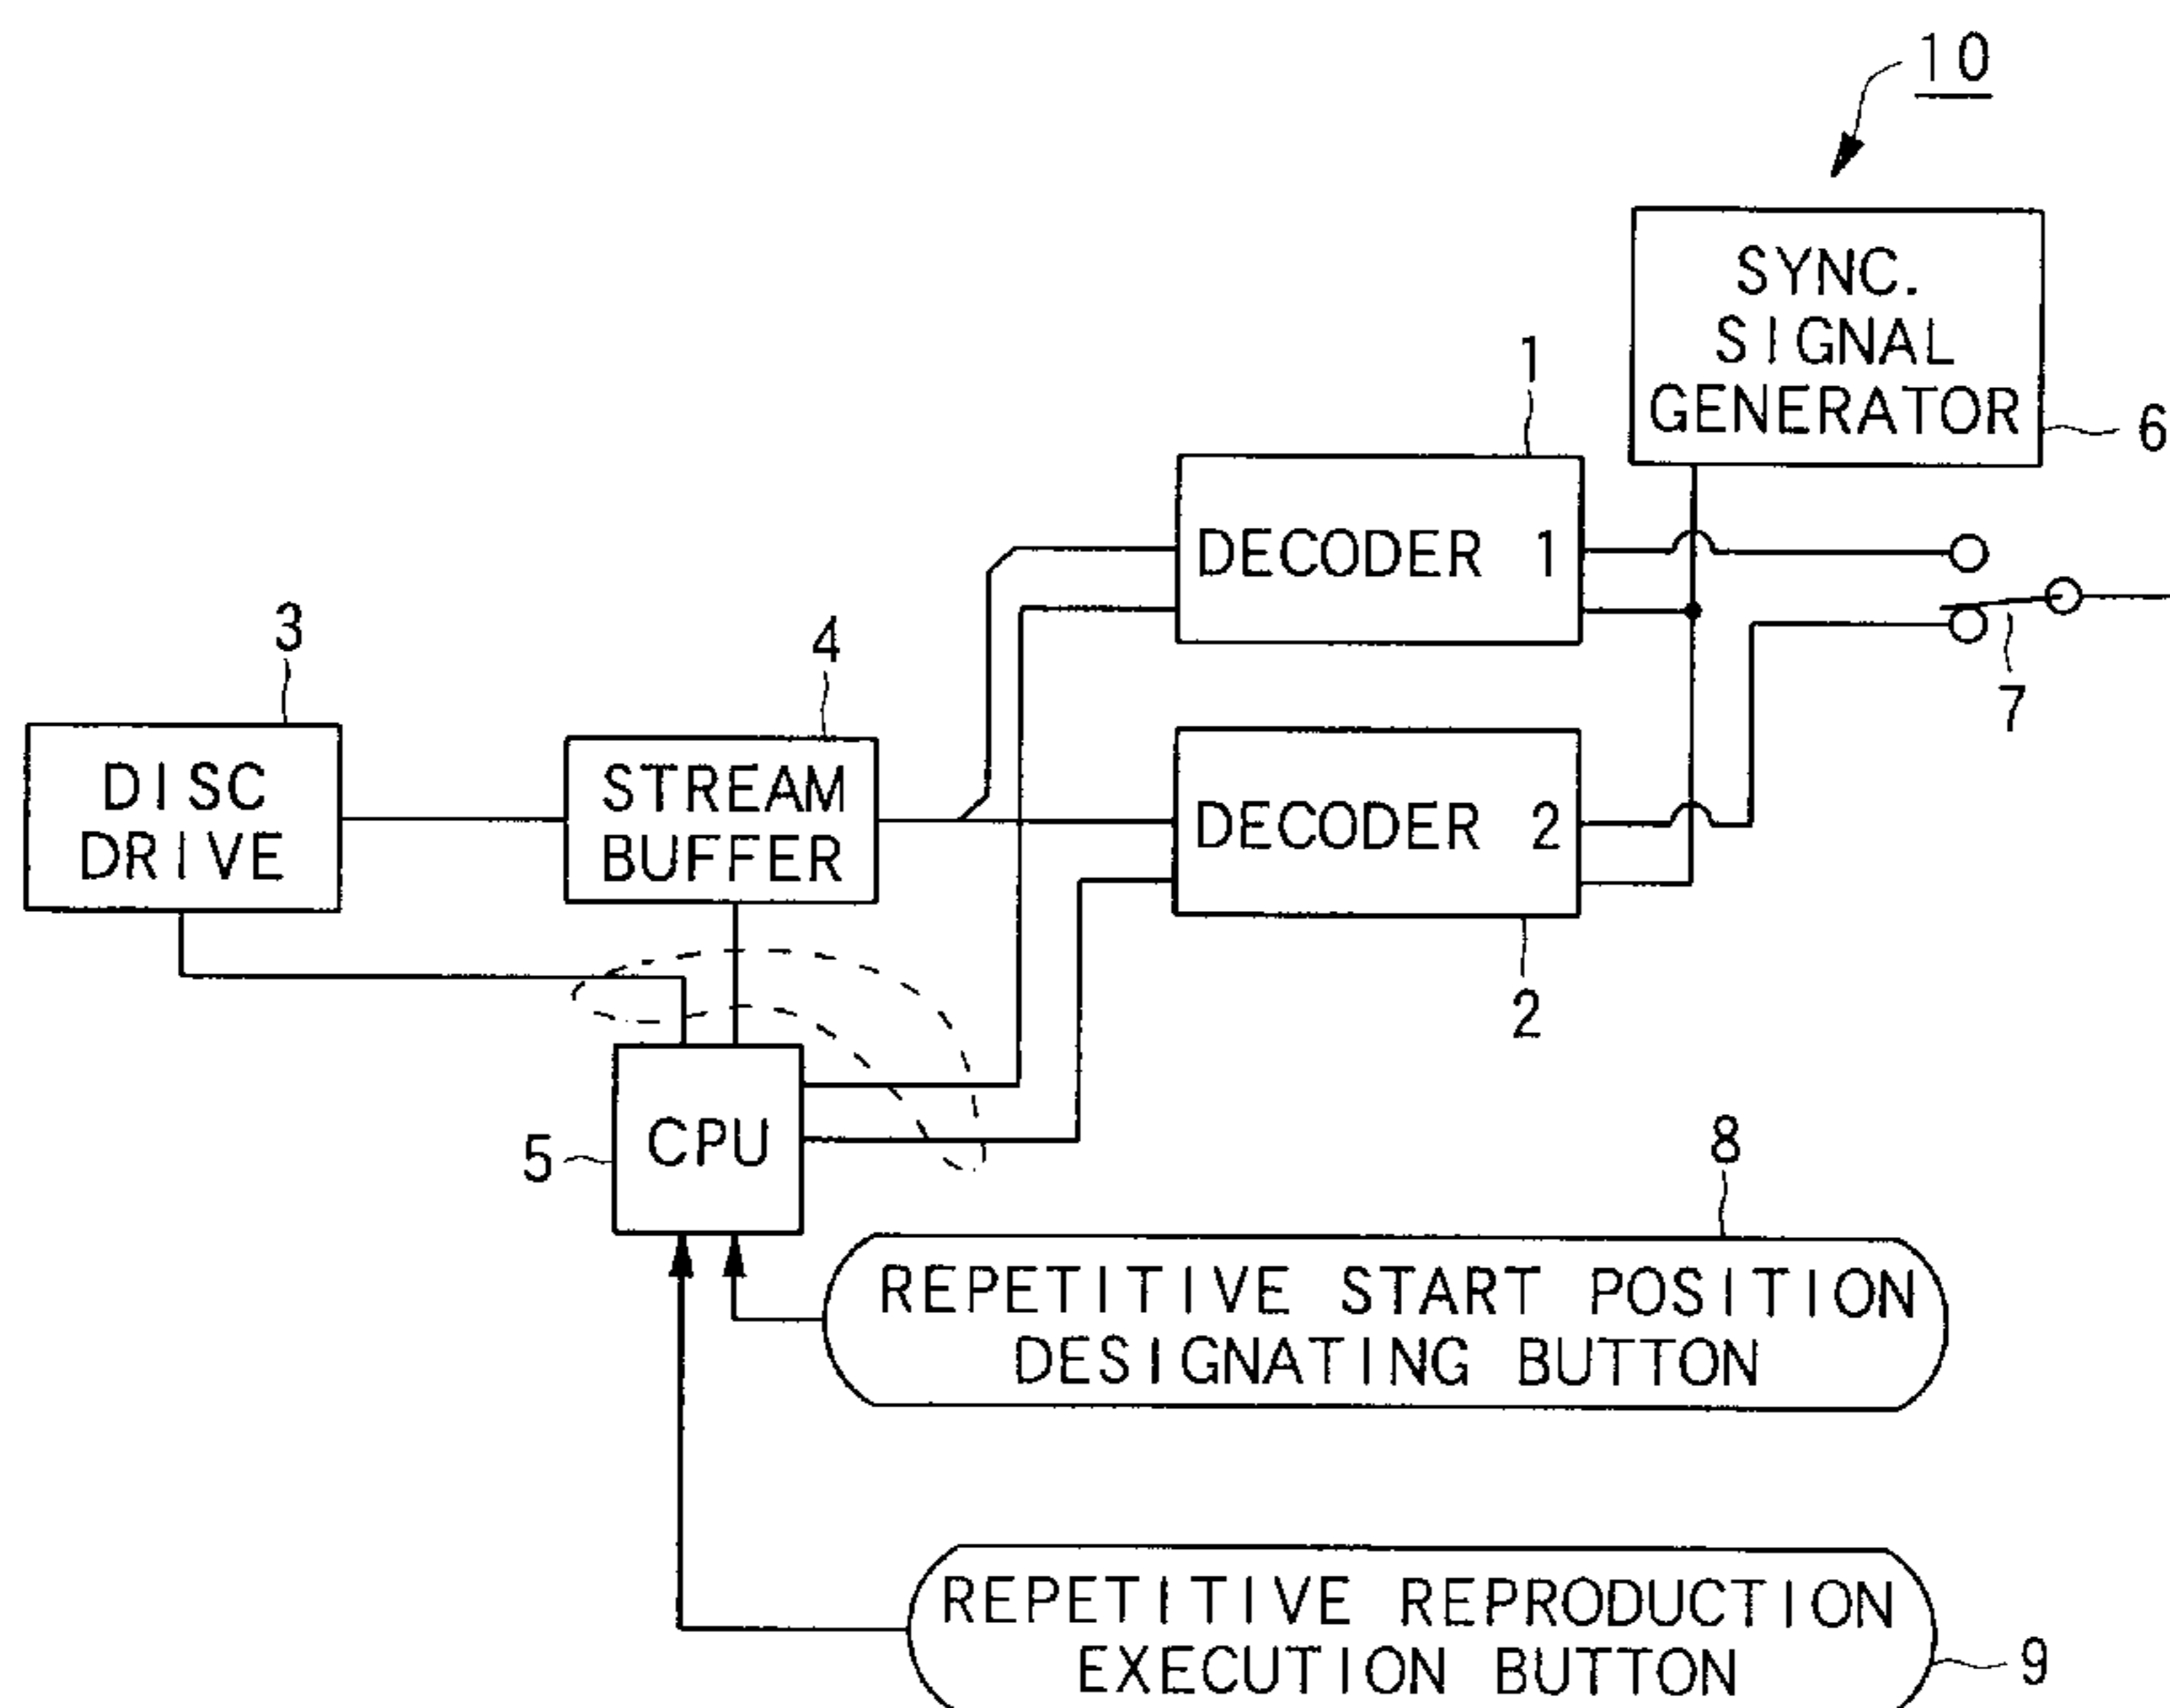 10
SYNC.
SIGNAL
GENERATOR
6
1
DECODER 1
7
3
4
DISC
DRIVE
STREAM
BUFFER
DECODER 2
2
5
CPU
8
REPETITIVE START POSITION
DESIGNATING BUTTON
REPETITIVE REPRODUCTION
EXECUTION BUTTON
9